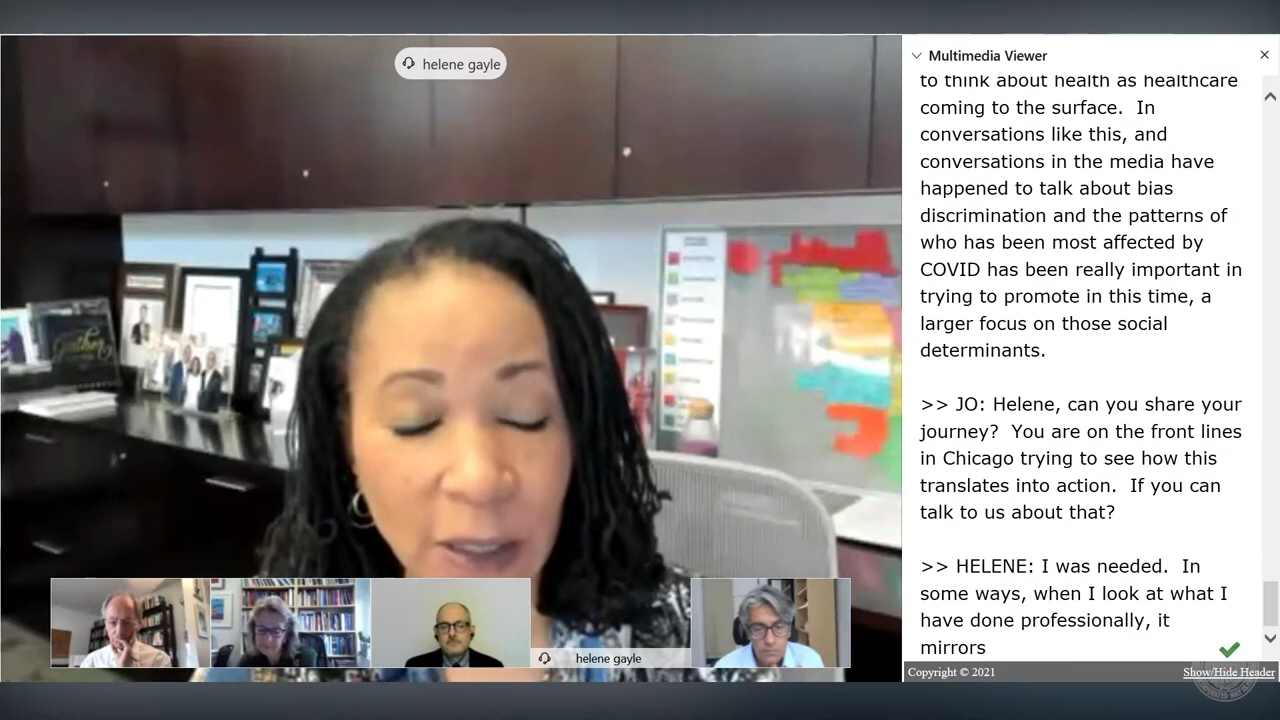 helene gayle
Gather
helene gayle
Multimedia Viewer
to think about health as healthcare
coming to the surface.  In
conversations like this, and
conversations in the media have
happened to talk about bias
discrimination and the patterns of
who has been most affected by
COVID has been really important in
trying to promote in this time, a
larger focus on those social
determinants.
>> JO: Helene, can you share your
journey?  You are on the front lines
in Chicago trying to see how this
translates into action.  If you can
talk to us about that?
>> HELENE: I was needed.  In
some ways, when I look at what I
have done professionally, it
mirrors
Copyright © 2021
Show/Hide Header